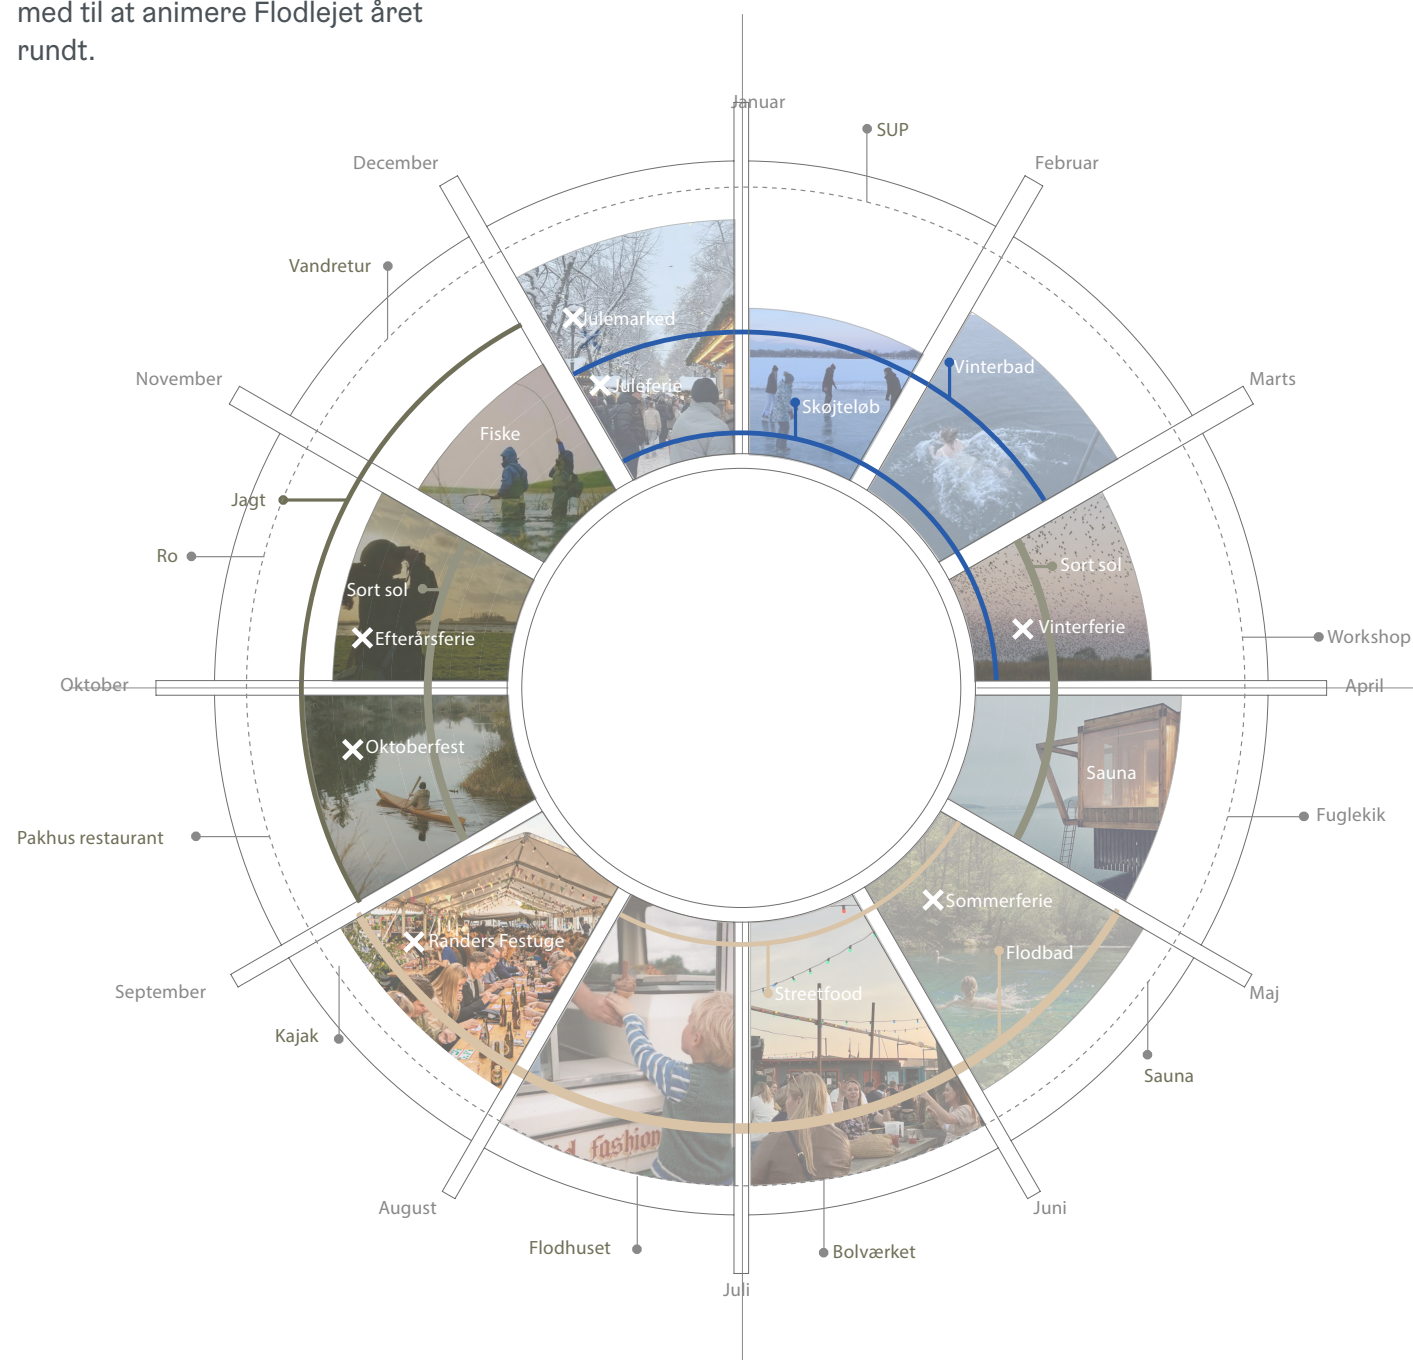 med til at animere Flodlejet året
rundt.
Januar
SUP
December
Februar
Vandretur
Julemarked
Vinterbad
November
Juleferie
Marts
Skøjteløb
Fiske
Jagt
Ro
Sort sol
Sort sol
Efterårsferie
Vinterferie
Workshop
Oktober
April
Oktoberfest
Sauna
Pakhus restaurant
Fuglekik
Sommerferie
Randers Festuge
Flodbad
September
Streetfood
Maj
Kajak
Sauna
fashion
August
Juni
Flodhuset
Bolværket
Juli